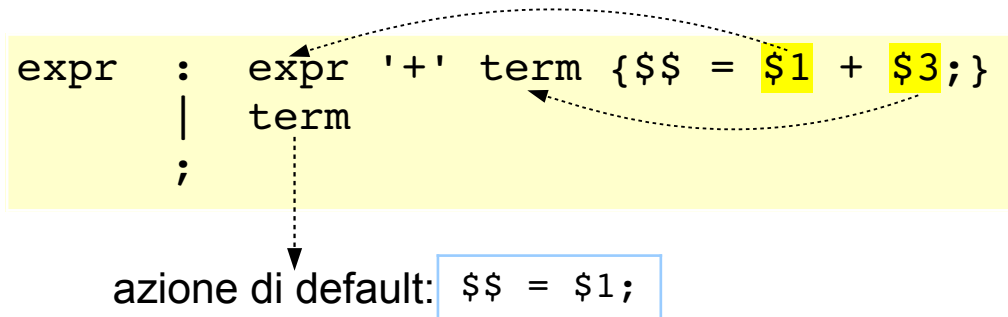 expr : expr '+' term {$$ = $1 + $3;}
| term
;
azione di default: $$ = $1;